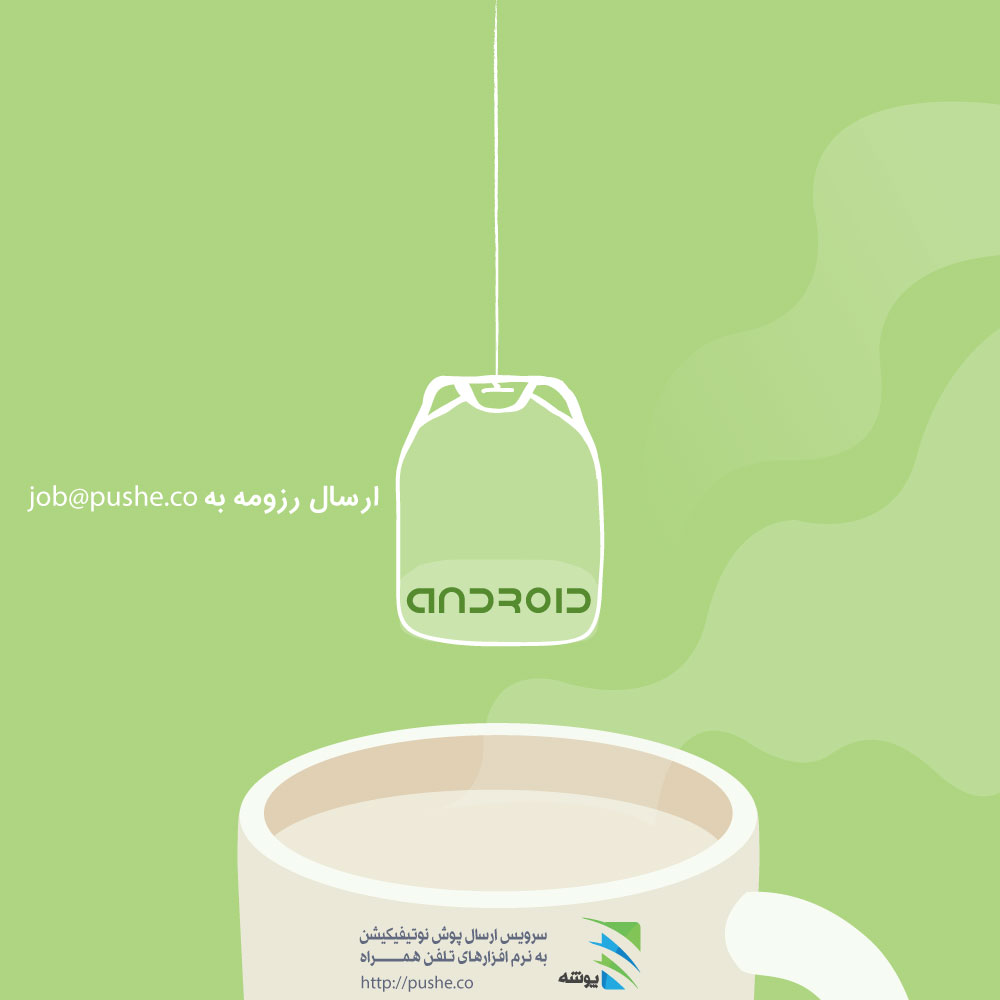 ارسال رزومه به job@pushe.co
ANDROID
سرویس ارسال پوش نوتیفیکیشن
به نرم افزارهای تلفن همـــــراه
http://pushe.co
پوشه